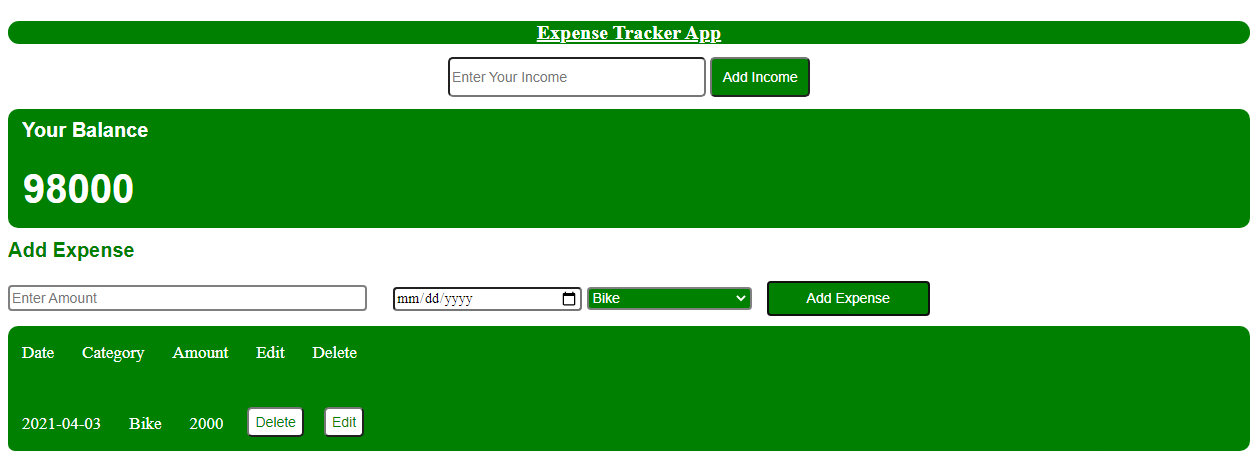 Expense Tracker App
Enter Your Income Add Income
Your Balance
98000
Add Expense
Enter Amount mm/dd/yyyy Bike Add Expense
Date Category Amount Edit Delete
2021-04-03 Bike 2000 Delete Edit